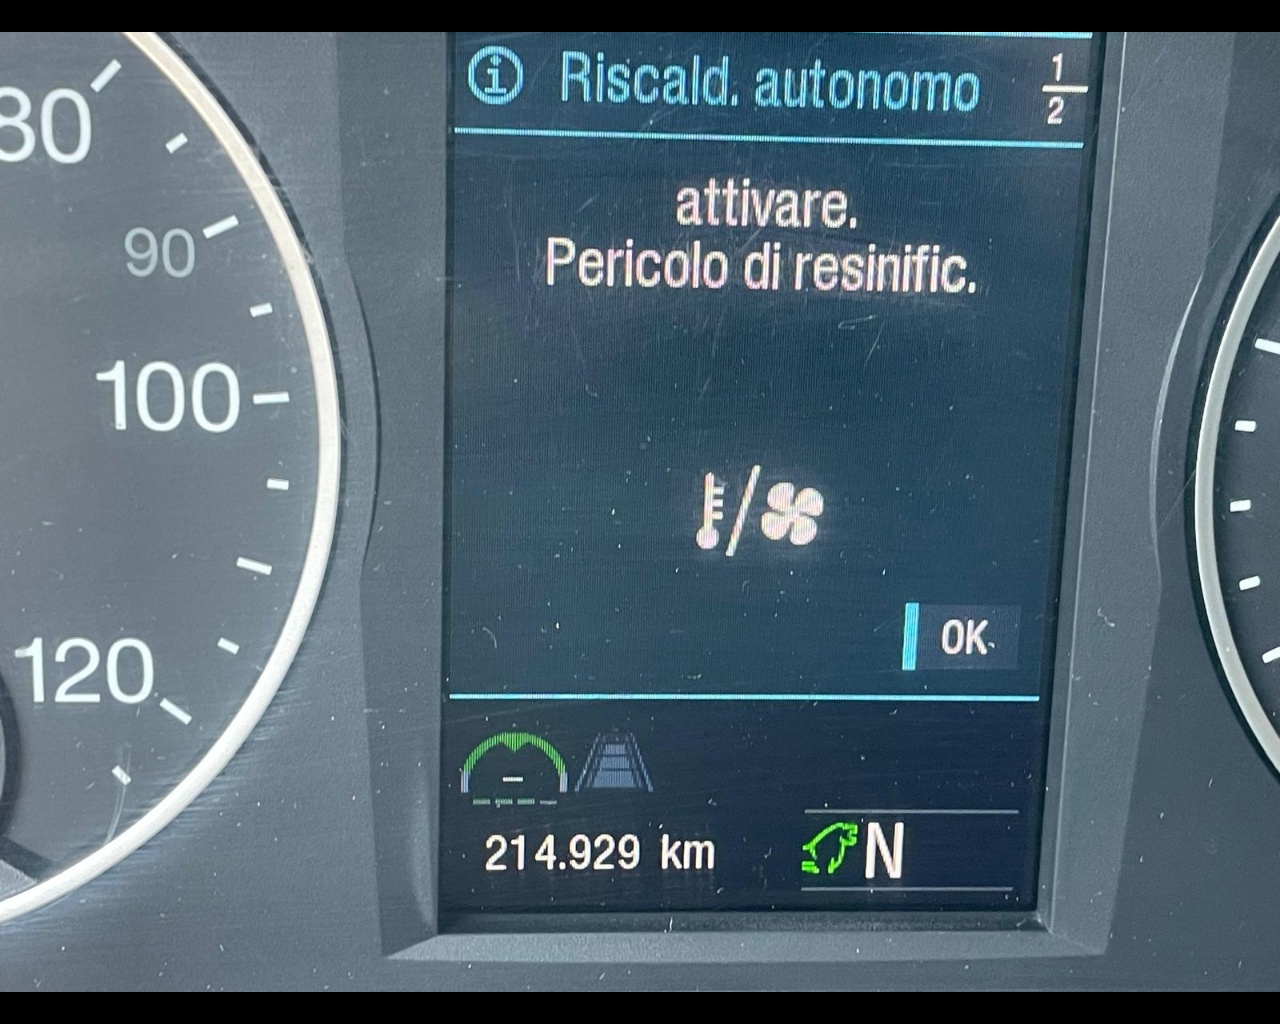 80
90
100
120
Riscald. autonomo
1
2
attivare.
Pericolo di resinific.
OK
214.929 km
N